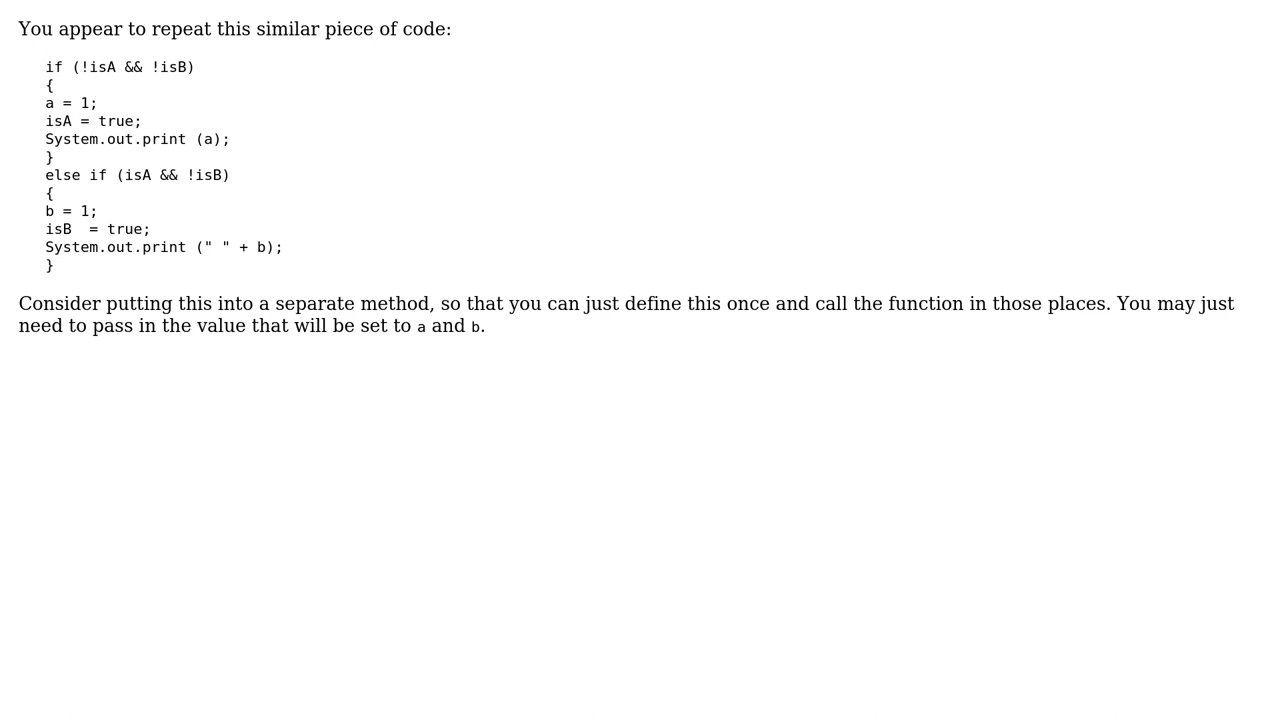 You appear to repeat this similar piece of code:
if (!isA && !isB)
{
a = 1;
isA = true;
System.out.print (a);
}
else if (isA && !isB)
{
b = 1;
isB  = true;
System.out.print (" " + b);
}
Consider putting this into a separate method, so that you can just define this once and call the function in those places. You may just
need to pass in the value that will be set to a and b.